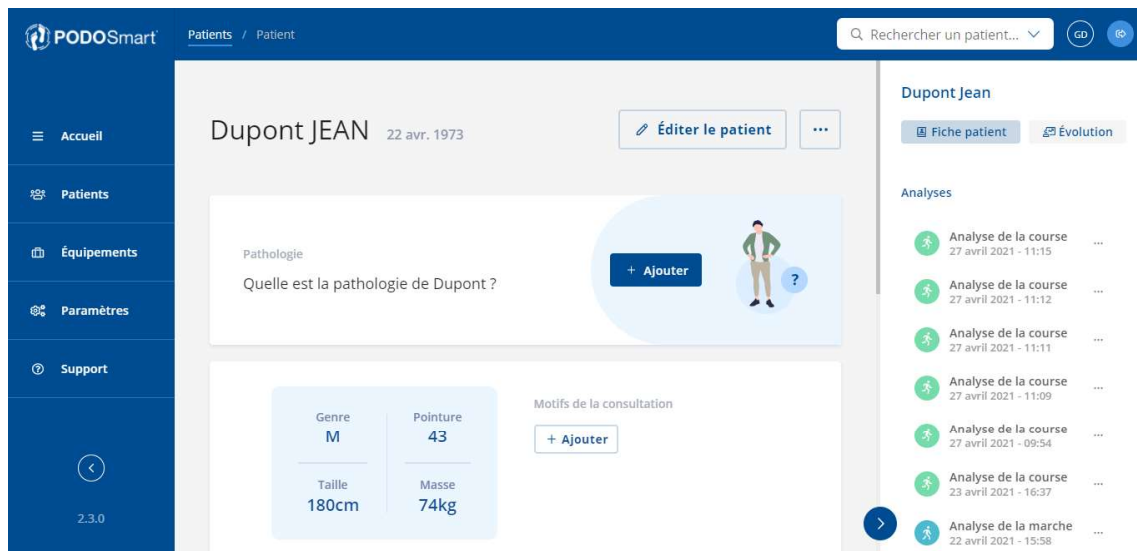 PODOSmart
Patients / Patient
Rechercher un patient...
GD
Accueil
Patients
Équipements
Paramètres
Support
2.3.0
Dupont JEAN 22 avr. 1973
Éditer le patient
...
Pathologie
Quelle est la pathologie de Dupont ?
+ Ajouter
?
Genre
M
Pointure
43
Taille
180cm
Masse
74kg
Motifs de la consultation
+ Ajouter
Dupont Jean
Fiche patient
Évolution
Analyses
Analyse de la course ...
27 avril 2021 - 11:15
Analyse de la course ...
27 avril 2021 - 11:12
Analyse de la course ...
27 avril 2021 - 11:11
Analyse de la course ...
27 avril 2021 - 11:09
Analyse de la course ...
27 avril 2021 - 09:54
Analyse de la course ...
23 avril 2021 - 16:37
Analyse de la marche ...
22 avril 2021 - 15:58